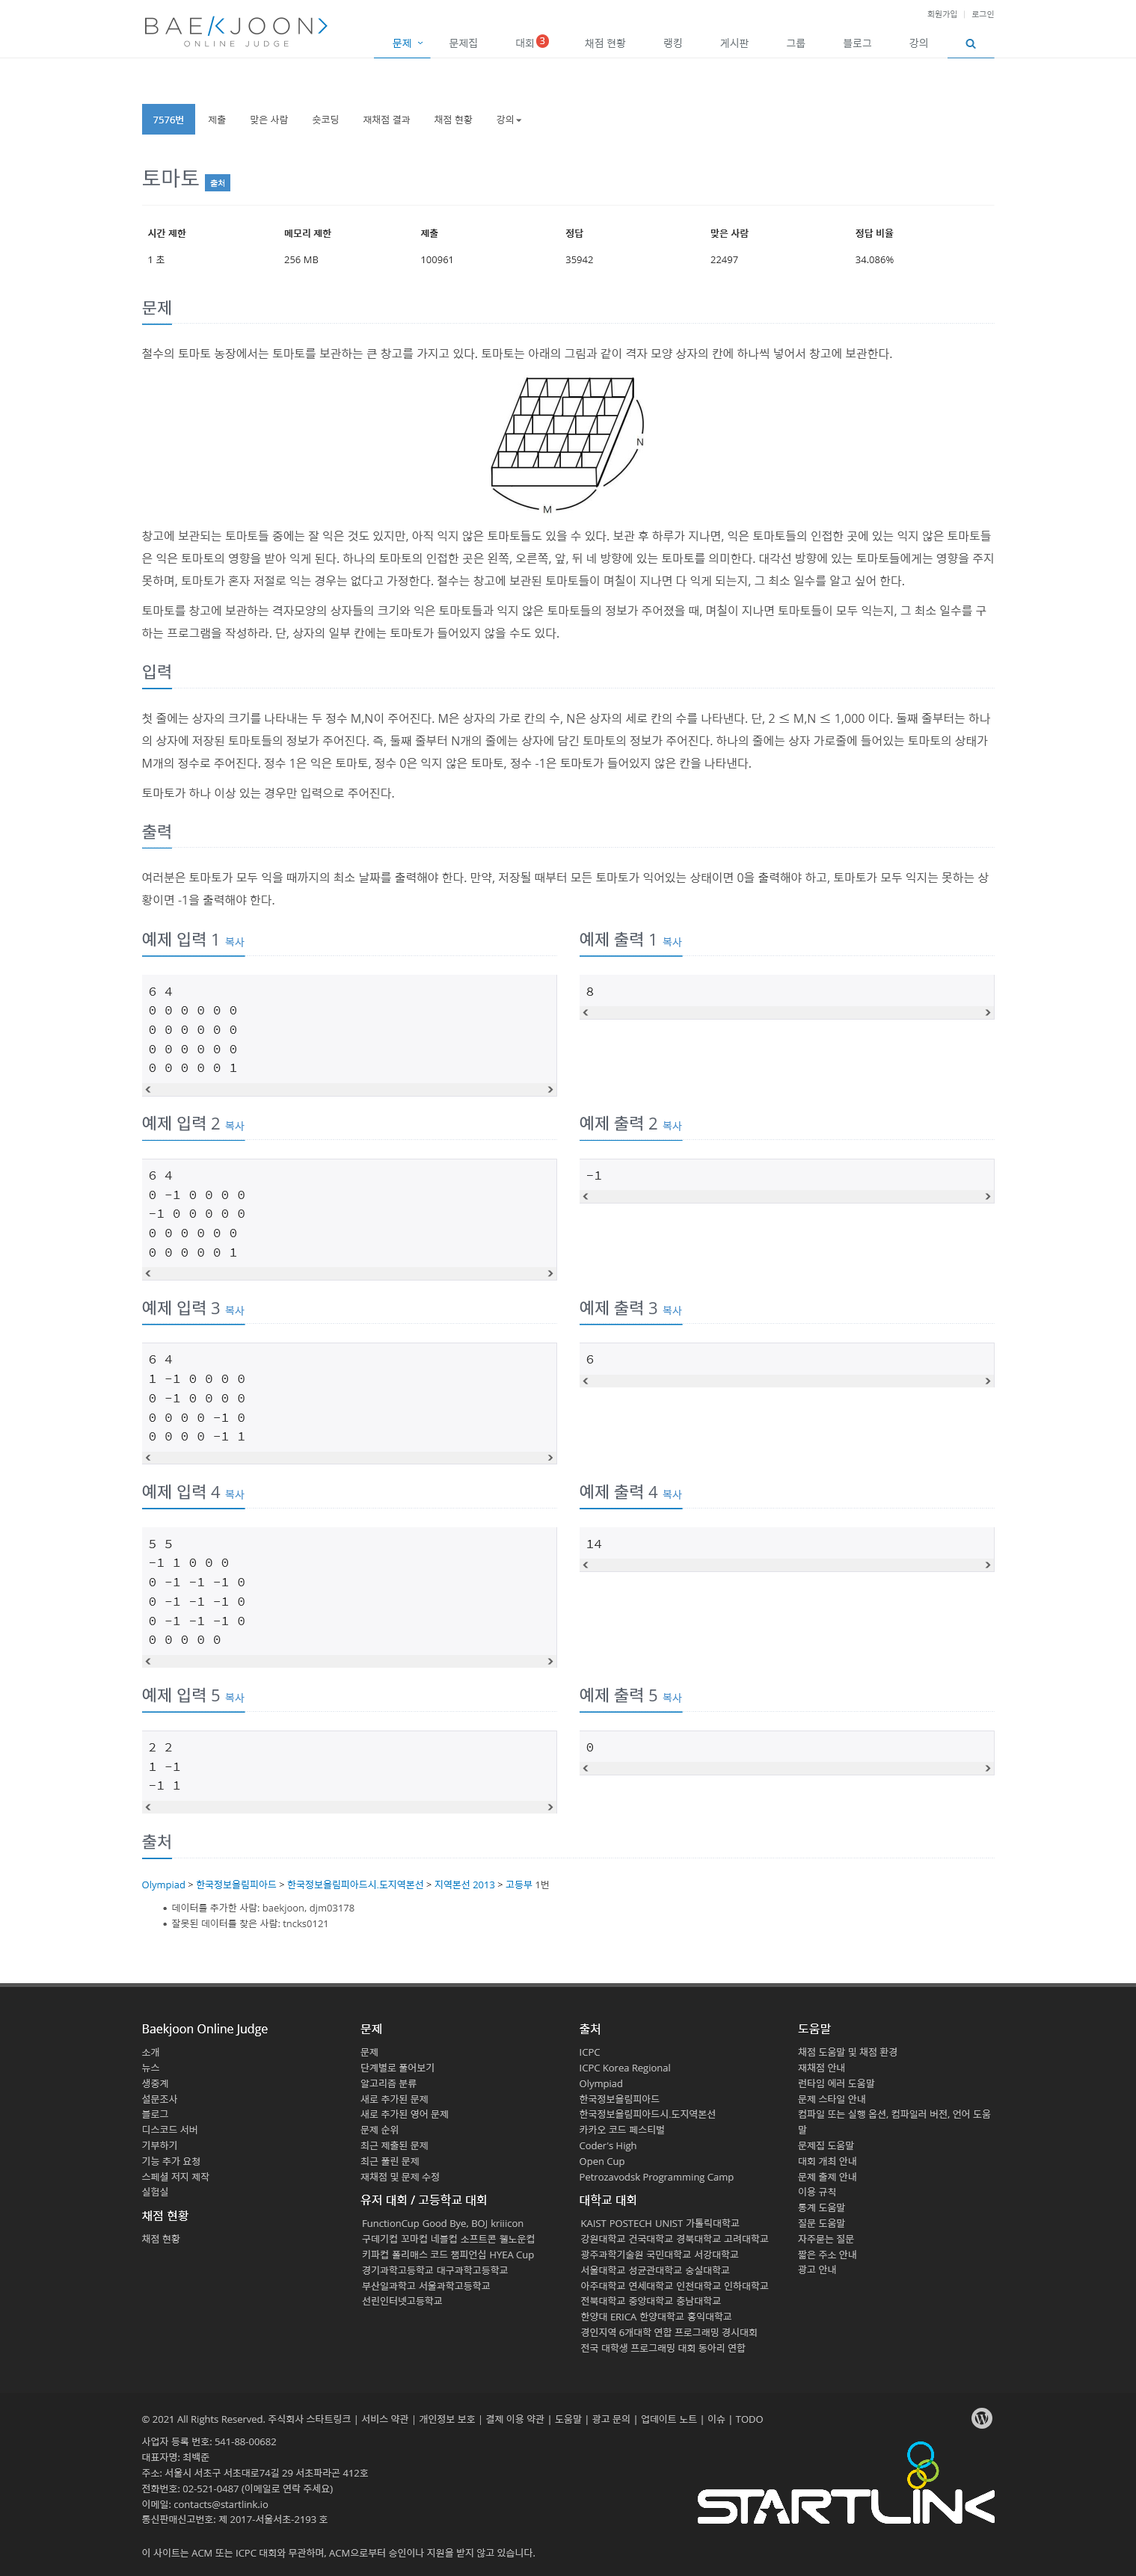 회원가입 | 로그인
BAEKJOON>
ONLINE JUDGE
문제 문제집 대회 3 채점 현황 랭킹 게시판 그룹 블로그 강의
7576번 제출 맞은 사람 숏코딩 재채점 결과 채점 현황 강의
토마토 출처
시간 제한 메모리 제한 제출 정답 맞은 사람 정답 비율
1 초 256 MB 100961 35942 22497 34.086%
문제
철수의 토마토 농장에서는 토마토를 보관하는 큰 창고를 가지고 있다. 토마토는 아래의 그림과 같이 격자 모양 상자의 칸에 하나씩 넣어서 창고에 보관한다.
N
M
창고에 보관되는 토마토들 중에는 잘 익은 것도 있지만, 아직 익지 않은 토마토들도 있을 수 있다. 보관 후 하루가 지나면, 익은 토마토들의 인접한 곳에 있는 익지 않은 토마토들
은 익은 토마토의 영향을 받아 익게 된다. 하나의 토마토의 인접한 곳은 왼쪽, 오른쪽, 앞, 뒤 네 방향에 있는 토마토를 의미한다. 대각선 방향에 있는 토마토들에게는 영향을 주지
못하며, 토마토가 혼자 저절로 익는 경우는 없다고 가정한다. 철수는 창고에 보관된 토마토들이 며칠이 지나면 다 익게 되는지, 그 최소 일수를 알고 싶어 한다.
토마토를 창고에 보관하는 격자모양의 상자들의 크기와 익은 토마토들과 익지 않은 토마토들의 정보가 주어졌을 때, 며칠이 지나면 토마토들이 모두 익는지, 그 최소 일수를 구
하는 프로그램을 작성하라. 단, 상자의 일부 칸에는 토마토가 들어있지 않을 수도 있다.
입력
첫 줄에는 상자의 크기를 나타내는 두 정수 M,N이 주어진다. M은 상자의 가로 칸의 수, N은 상자의 세로 칸의 수를 나타낸다. 단, 2 ≤ M,N ≤ 1,000 이다. 둘째 줄부터는 하나
의 상자에 저장된 토마토들의 정보가 주어진다. 즉, 둘째 줄부터 N개의 줄에는 상자에 담긴 토마토의 정보가 주어진다. 하나의 줄에는 상자 가로줄에 들어있는 토마토의 상태가
M개의 정수로 주어진다. 정수 1은 익은 토마토, 정수 0은 익지 않은 토마토, 정수 -1은 토마토가 들어있지 않은 칸을 나타낸다.
토마토가 하나 이상 있는 경우만 입력으로 주어진다.
출력
여러분은 토마토가 모두 익을 때까지의 최소 날짜를 출력해야 한다. 만약, 저장될 때부터 모든 토마토가 익어있는 상태이면 0을 출력해야 하고, 토마토가 모두 익지는 못하는 상
황이면 -1을 출력해야 한다.
예제 입력 1 복사
6 4
0 0 0 0 0 0
0 0 0 0 0 0
0 0 0 0 0 0
0 0 0 0 0 1
예제 출력 1 복사
8
예제 입력 2 복사
6 4
0 -1 0 0 0 0
-1 0 0 0 0 0
0 0 0 0 0 0
0 0 0 0 0 1
예제 출력 2 복사
-1
예제 입력 3 복사
6 4
1 -1 0 0 0 0
0 -1 0 0 0 0
0 0 0 0 -1 0
0 0 0 0 -1 1
예제 출력 3 복사
6
예제 입력 4 복사
5 5
-1 1 0 0 0
0 -1 -1 -1 0
0 -1 -1 -1 0
0 -1 -1 -1 0
0 0 0 0 0
예제 출력 4 복사
14
예제 입력 5 복사
2 2
1 -1
-1 1
예제 출력 5 복사
0
출처
Olympiad > 한국정보올림피아드 > 한국정보올림피아드시.도지역본선 > 지역본선 2013 > 고등부 1번
데이터를 추가한 사람: baekjoon, djm03178
잘못된 데이터를 찾은 사람: tncks0121
Baekjoon Online Judge
소개
뉴스
생중계
설문조사
블로그
디스코드 서버
기부하기
기능 추가 요청
스페셜 저지 제작
실험실
채점 현황
채점 현황
문제
문제
단계별로 풀어보기
알고리즘 분류
새로 추가된 문제
새로 추가된 영어 문제
문제 순위
최근 제출된 문제
최근 풀린 문제
재채점 및 문제 수정
유저 대회 / 고등학교 대회
FunctionCup Good Bye, BOJ kriiicon
구데기컵 꼬마컵 네블컵 소프트콘 웰노운컵
키파컵 폴리매스 코드 챔피언십 HYEA Cup
경기과학고등학교 대구과학고등학교
부산일과학고 서울과학고등학교
선린인터넷고등학교
출처
ICPC
ICPC Korea Regional
Olympiad
한국정보올림피아드
한국정보올림피아드시.도지역본선
카카오 코드 페스티벌
Coder's High
Open Cup
Petrozavodsk Programming Camp
대학교 대회
KAIST POSTECH UNIST 가톨릭대학교
강원대학교 건국대학교 경북대학교 고려대학교
광주과학기술원 국민대학교 서강대학교
서울대학교 성균관대학교 숭실대학교
아주대학교 연세대학교 인천대학교 인하대학교
전북대학교 중앙대학교 충남대학교
한양대 ERICA 한양대학교 홍익대학교
경인지역 6개대학 연합 프로그래밍 경시대회
전국 대학생 프로그래밍 대회 동아리 연합
도움말
채점 도움말 및 채점 환경
재채점 안내
런타임 에러 도움말
문제 스타일 안내
컴파일 또는 실행 옵션, 컴파일러 버전, 언어 도움
말
문제집 도움말
대회 개최 안내
문제 출제 안내
이용 규칙
통계 도움말
질문 도움말
자주묻는 질문
짧은 주소 안내
광고 안내
© 2021 All Rights Reserved. 주식회사 스타트링크 | 서비스 약관 | 개인정보 보호 | 결제 이용 약관 | 도움말 | 광고 문의 | 업데이트 노트 | 이슈 | TODO
사업자 등록 번호: 541-88-00682
대표자명: 최백준
주소: 서울시 서초구 서초대로74길 29 서초파라곤 412호
전화번호: 02-521-0487 (이메일로 연락 주세요)
이메일: contacts@startlink.io
통신판매신고번호: 제 2017-서울서초-2193 호
STARTLINK
이 사이트는 ACM 또는 ICPC 대회와 무관하며, ACM으로부터 승인이나 지원을 받지 않고 있습니다.